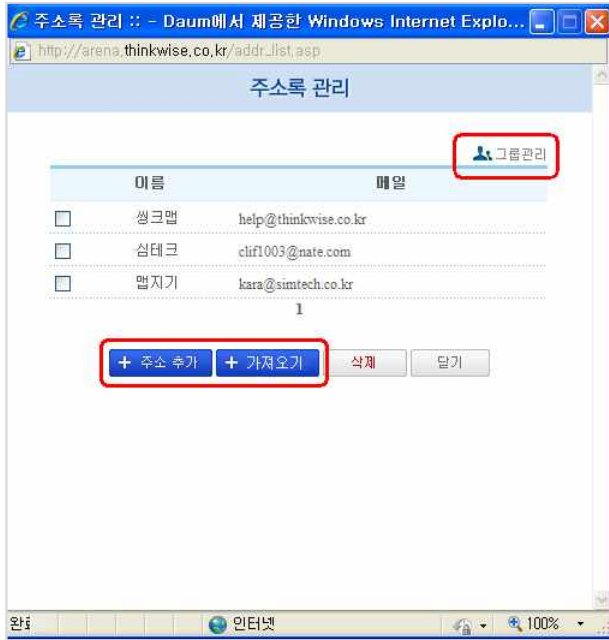 주소록 관리 :: - Daum에서 제공한 Windows Internet Explo...
http://arena.thinkwise.co.kr/addr_list.asp
주소록 관리
그룹관리
이름 메일
씽크맵 help@thinkwise.co.kr
심테크 clif1003@nate.com
맵지기 kara@simtech.co.kr
1
+ 주소 추가 + 가져오기 삭제 닫기
인터넷 100%